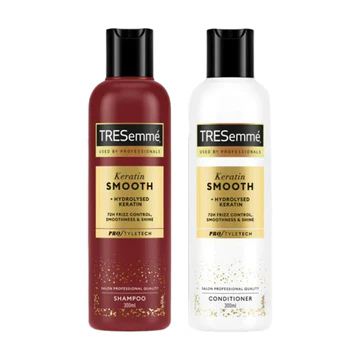 TRESemmé
USED BY PROFESSIONALS
Keratin
SMOOTH
+ HYDROLYSED
KERATIN
72H FRIZZ CONTROL,
SMOOTHNESS & SHINE
PRO STYLETECH
SALON PROFESSIONAL QUALITY
SHAMPOO
300ml
TRESemmé
USED BY PROFESSIONALS
Keratin
SMOOTH
+ HYDROLYSED
KERATIN
72H FRIZZ CONTROL,
SMOOTHNESS & SHINE
PRO STYLETECH
SALON PROFESSIONAL QUALITY
CONDITIONER
300ml